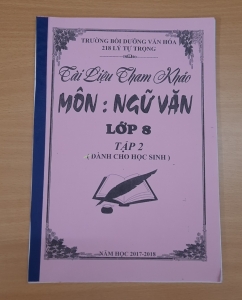 TRƯỜNG BỒI DƯỠNG VĂN HÓA
218 LÝ TỰ TRỌNG
Tài Liệu Tham Khảo
MÔN : NGỮ VĂN
LỚP 8
TẬP 2
( DÀNH CHO HỌC SINH )
NĂM HỌC 2017-2018